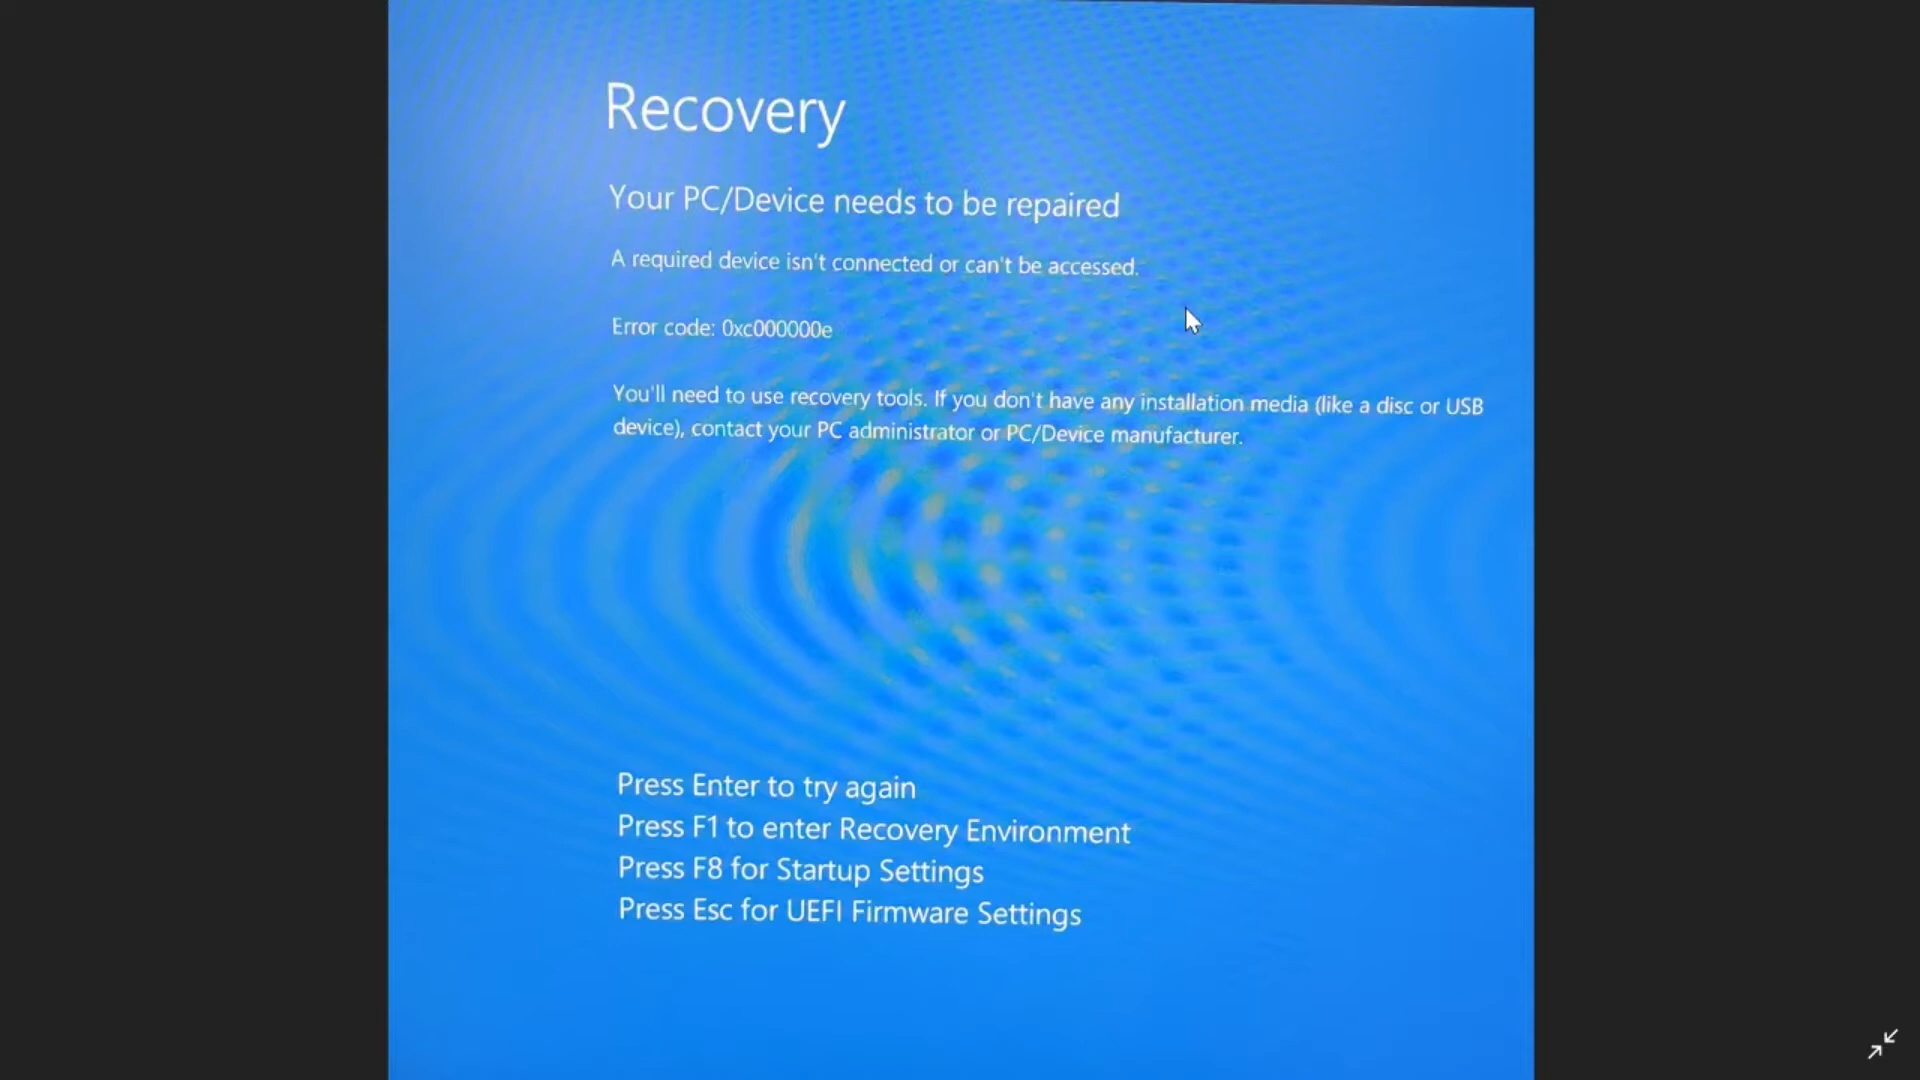 Recovery
Your PC/Device needs to be repaired
A required device isn't connected or can't be accessed.
Error code: 0xc000000e
You'll need to use recovery tools. If you don't have any installation media (like a disc or USB
device), contact your PC administrator or PC/Device manufacturer.
Press Enter to try again
Press F1 to enter Recovery Environment
Press F8 for Startup Settings
Press Esc for UEFI Firmware Settings